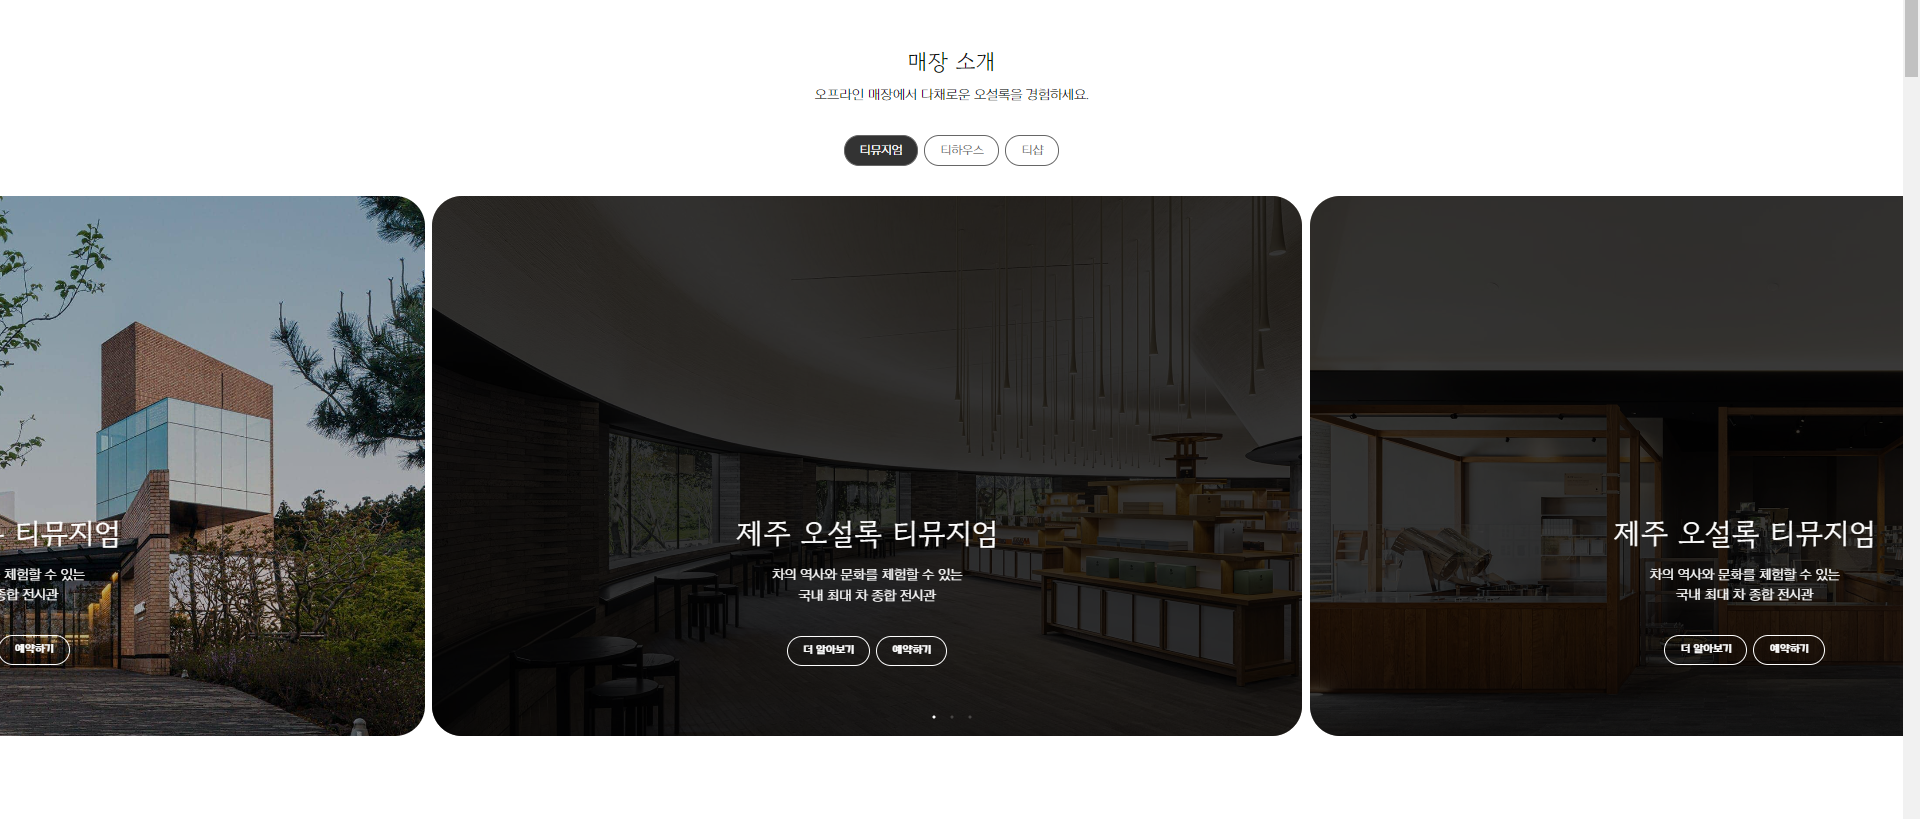 매장 소개
오프라인 매장에서 다채로운 오설록을 경험하세요.
티뮤지엄
티하우스
티샵
티뮤지엄
체험할 수 있는
종합 전시관
예약하기
제주 오설록 티뮤지엄
차의 역사와 문화를 체험할 수 있는
국내 최대 차 종합 전시관
더 알아보기
예약하기
제주 오설록 티뮤지엄
차의 역사와 문화를 체험할 수 있는
국내 최대 차 종합 전시관
더 알아보기
예약하기